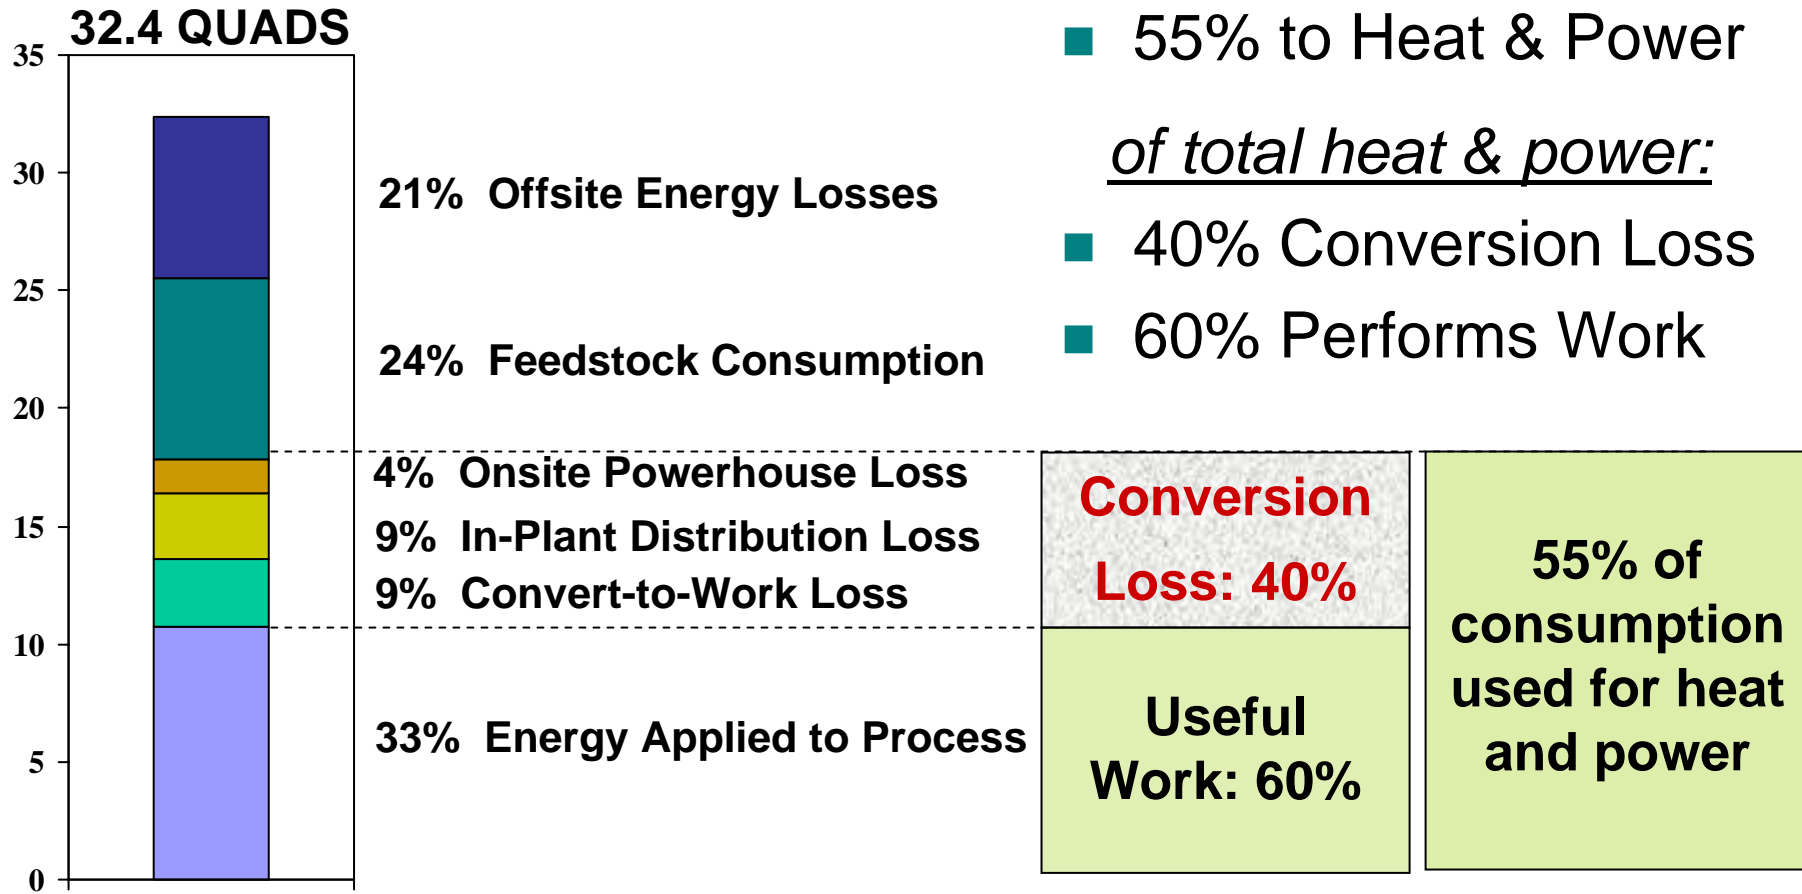 32.4 QUADS
35
30
25
20
15
10
5
0
21% Offsite Energy Losses
24% Feedstock Consumption
4% Onsite Powerhouse Loss
9% In-Plant Distribution Loss
9% Convert-to-Work Loss
33% Energy Applied to Process
55% to Heat & Power
of total heat & power:
40% Conversion Loss
60% Performs Work
Conversion
Loss: 40%
Useful
Work: 60%
55% of
consumption
used for heat
and power